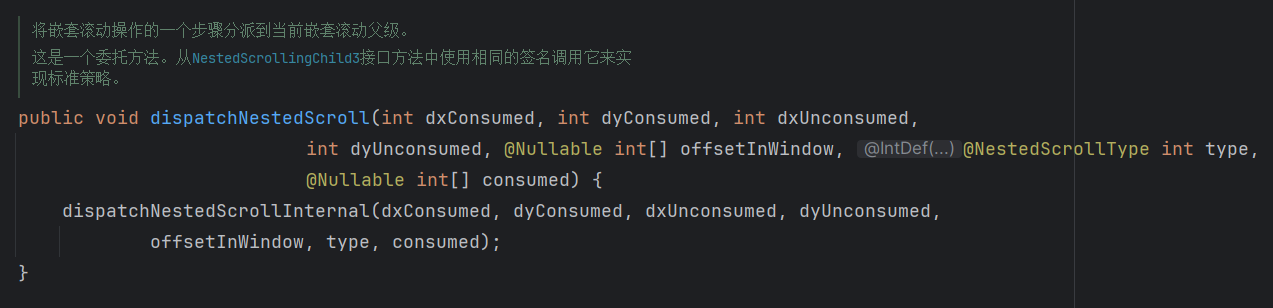 将嵌套滚动操作的一个步骤分派到当前嵌套滚动父级。
这是一个委托方法。从NestedScrollingChild3接口方法中使用相同的签名调用它来实
现标准策略。
public void dispatchNestedScroll(int dxConsumed, int dyConsumed, int dxUnconsumed,
int dyUnconsumed, @Nullable int[] offsetInWindow, @IntDef(...) @NestedScrollType int type,
@Nullable int[] consumed) {
dispatchNestedScrollInternal(dxConsumed, dyConsumed, dxUnconsumed, dyUnconsumed,
offsetInWindow, type, consumed);
}